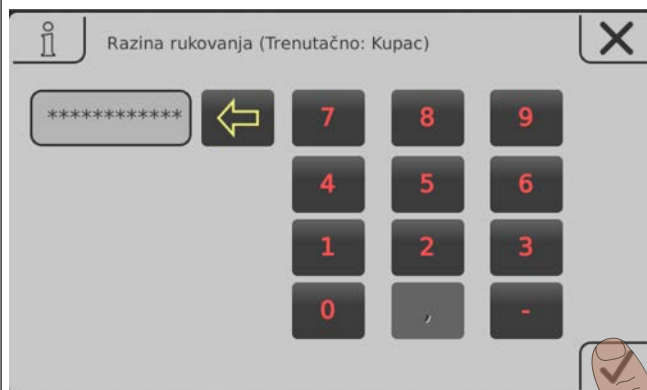 Razina rukovanja (Trenutačno: Kupac)
************
7 8 9
4 5 6
1 2 3
0 , -